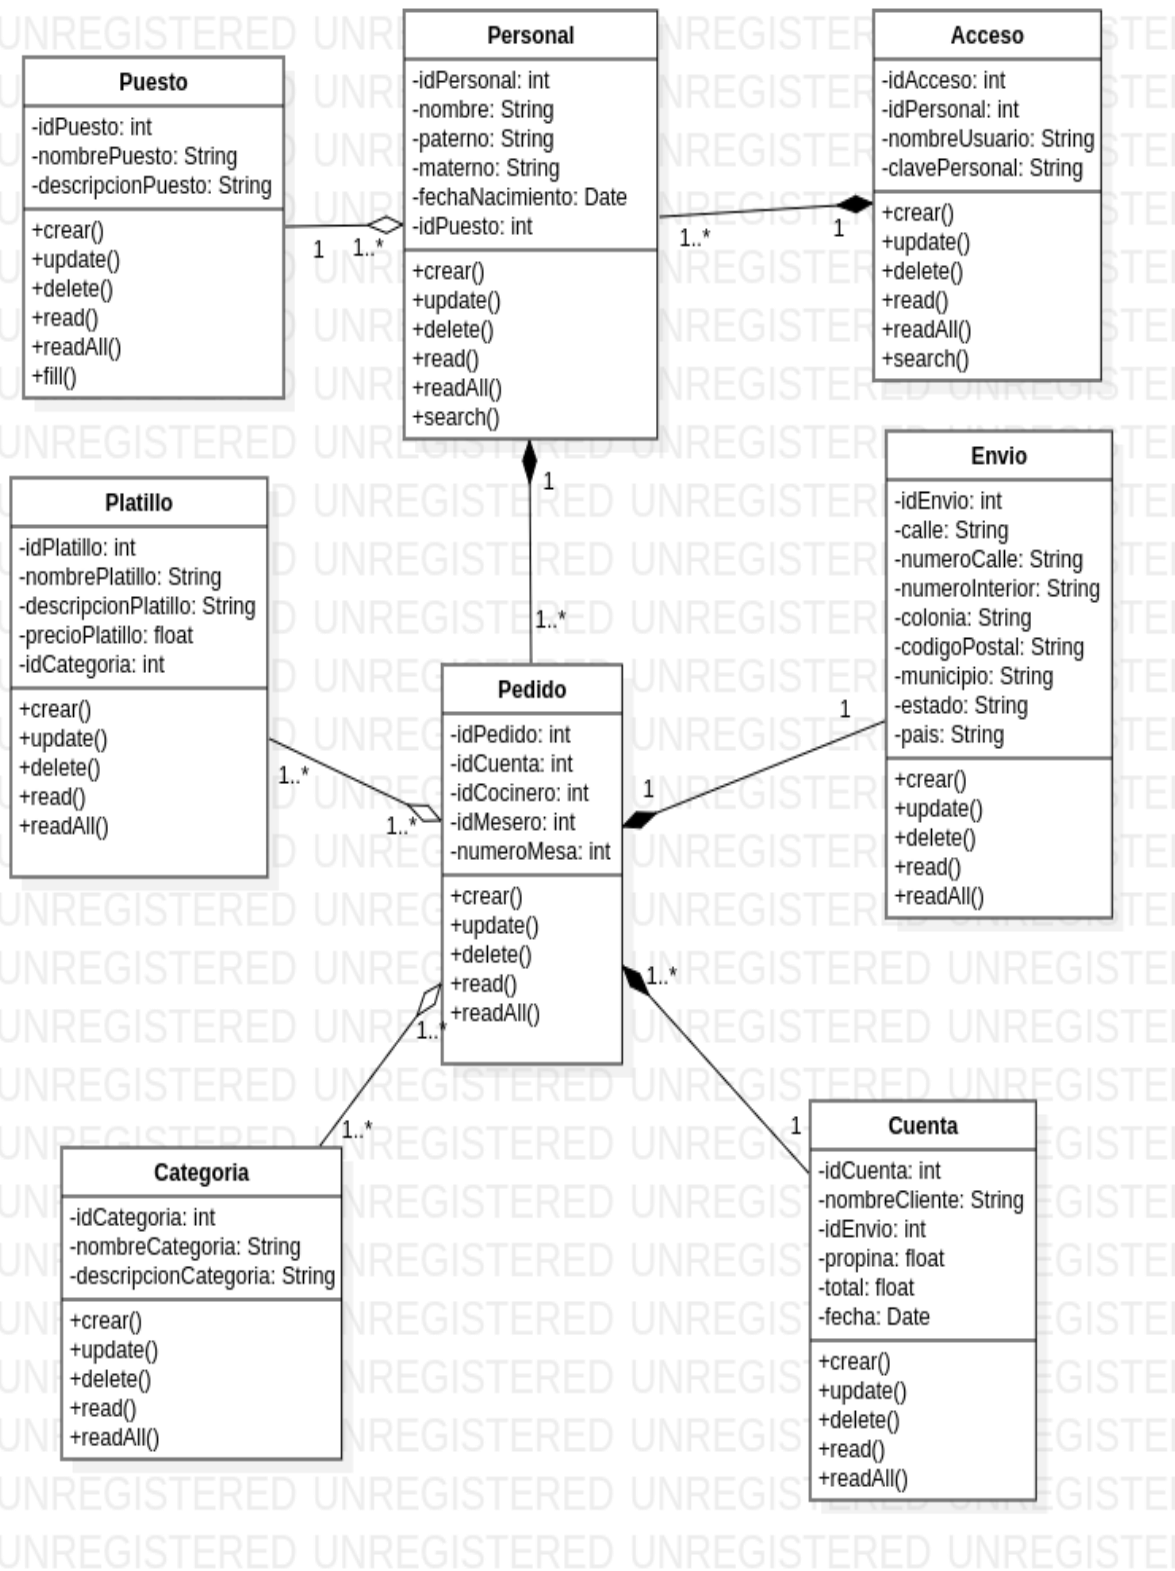 Personal
-idPersonal: int
-nombre: String
-paterno: String
-materno: String
-fechaNacimiento: Date
-idPuesto: int
+crear()
+update()
+delete()
+read()
+readAll()
+search()
Acceso
-idAcceso: int
-idPersonal: int
-nombreUsuario: String
-clavePersonal: String
+crear()
+update()
+delete()
+read()
+readAll()
+search()
Puesto
-idPuesto: int
-nombrePuesto: String
-descripcionPuesto: String
+crear()
+update()
+delete()
+read()
+readAll()
+fill()
1
1..*
1..*
1
1
1..*
Envio
-idEnvio: int
-calle: String
-numeroCalle: String
-numeroInterior: String
-colonia: String
-codigoPostal: String
-municipio: String
-estado: String
-pais: String
+crear()
+update()
+delete()
+read()
+readAll()
Platillo
-idPlatillo: int
-nombrePlatillo: String
-descripcionPlatillo: String
-precioPlatillo: float
-idCategoria: int
+crear()
+update()
+delete()
+read()
+readAll()
Pedido
-idPedido: int
-idCuenta: int
-idCocinero: int
-idMesero: int
-numeroMesa: int
+crear()
+update()
+delete()
+read()
+readAll()
1..*
1..*
1
1
1..*
1
1..*
1..*
Categoria
-idCategoria: int
-nombreCategoria: String
-descripcionCategoria: String
+crear()
+update()
+delete()
+read()
+readAll()
Cuenta
-idCuenta: int
-nombreCliente: String
-idEnvio: int
-propina: float
-total: float
-fecha: Date
+crear()
+update()
+delete()
+read()
+readAll()
UNREGISTERED UNREGISTERED UNREGISTERED UNREGISTERED